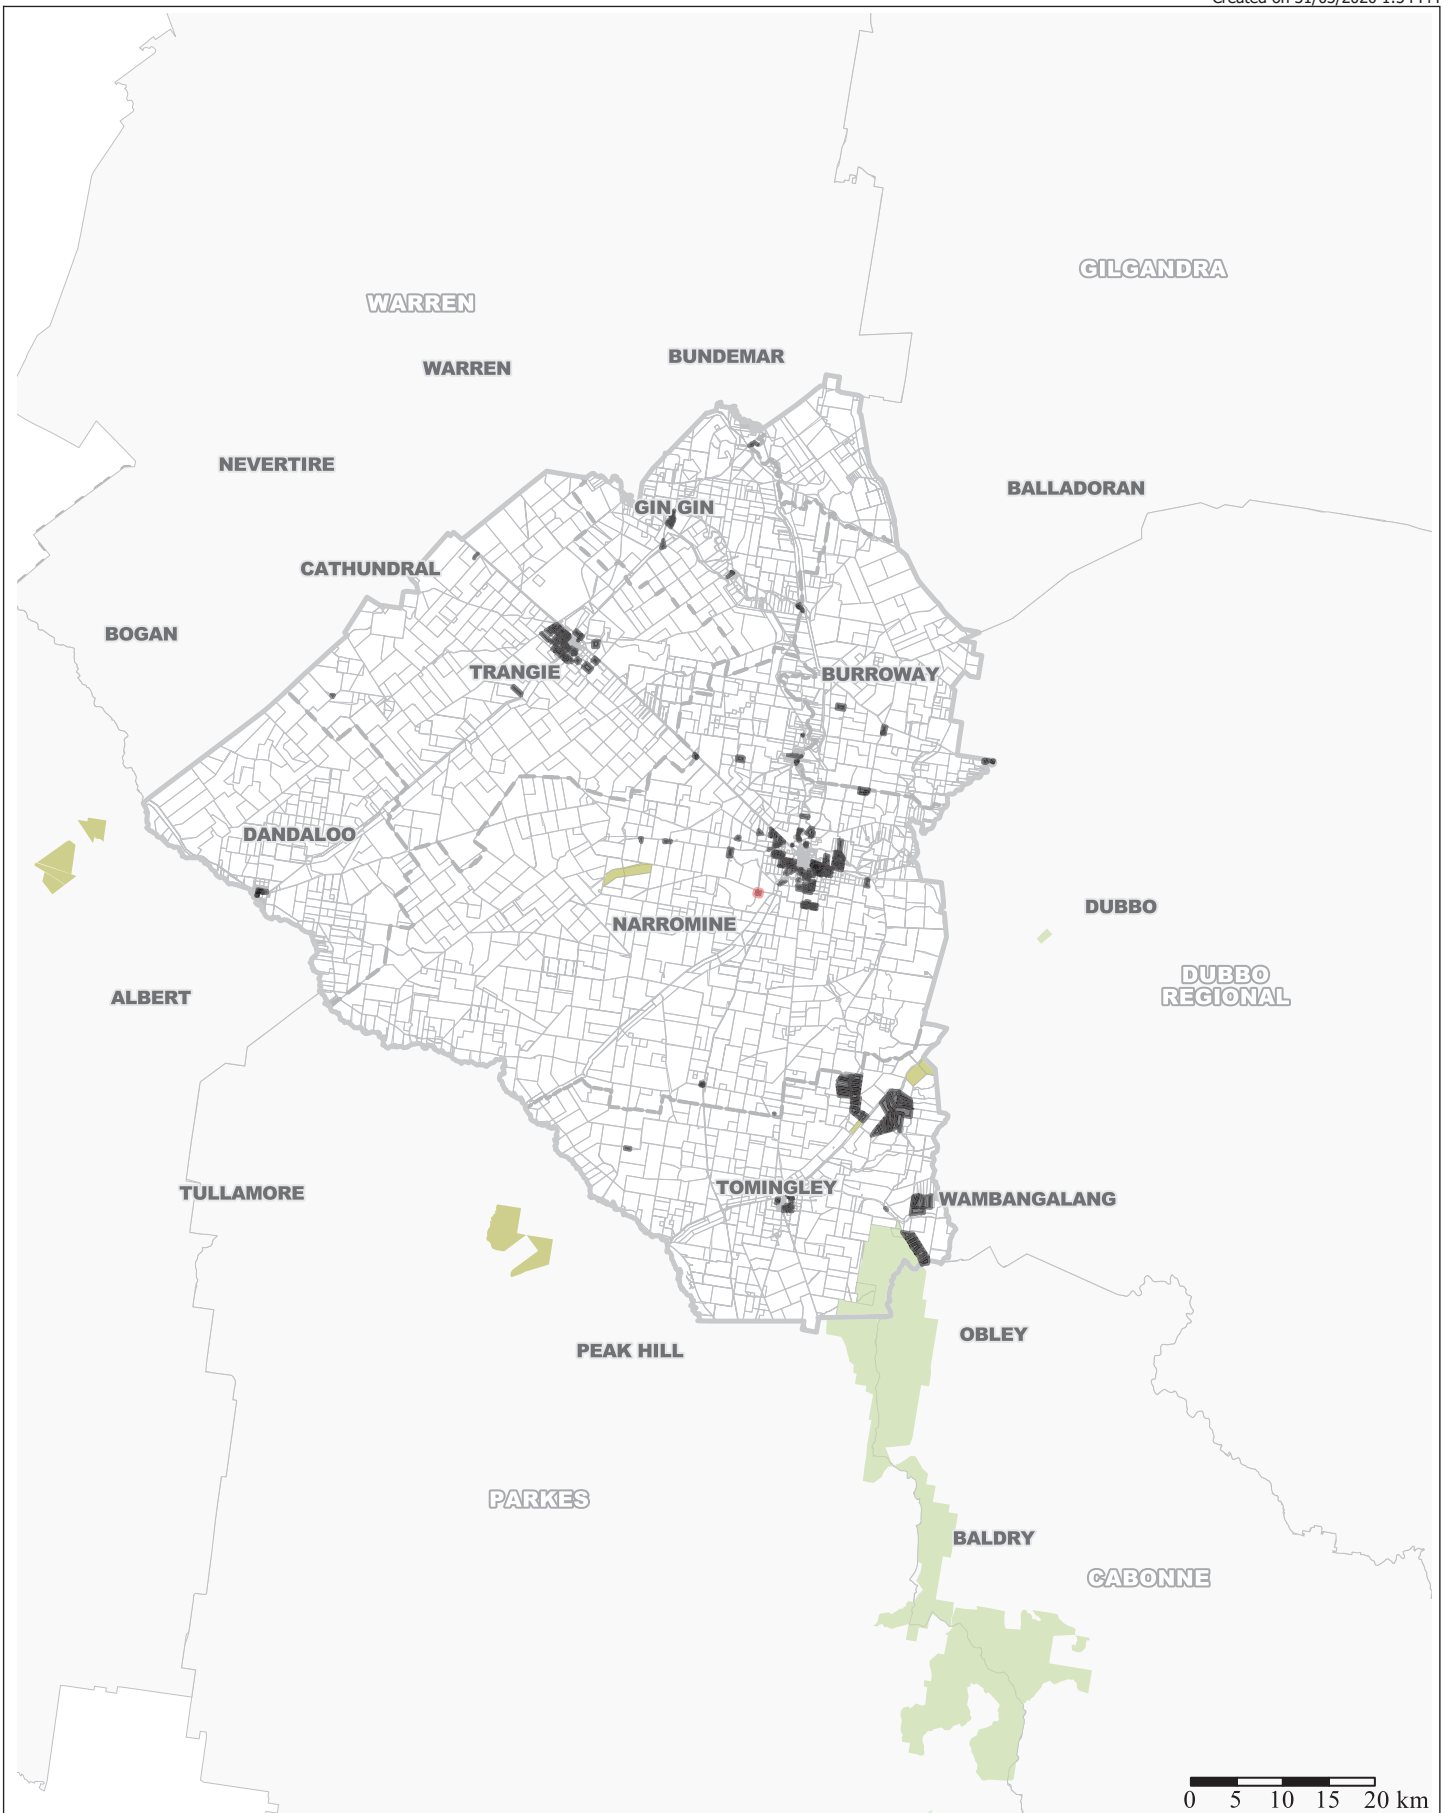 GILGANDRA
WARREN
BUNDEMAR
WARREN
NEVERTIRE
BALLADORAN
GIN GIN
CATHUNDRAL
BOGAN
TRANGIE
BURROWAY
DANDALOO
DUBBO
NARROMINE
DUBBO
REGIONAL
ALBERT
TOMINGLEY
TULLAMORE
WAMBANGALANG
OBLEY
PEAK HILL
PARKES
BALDRY
CABONNE
0 5 10 15 20 km